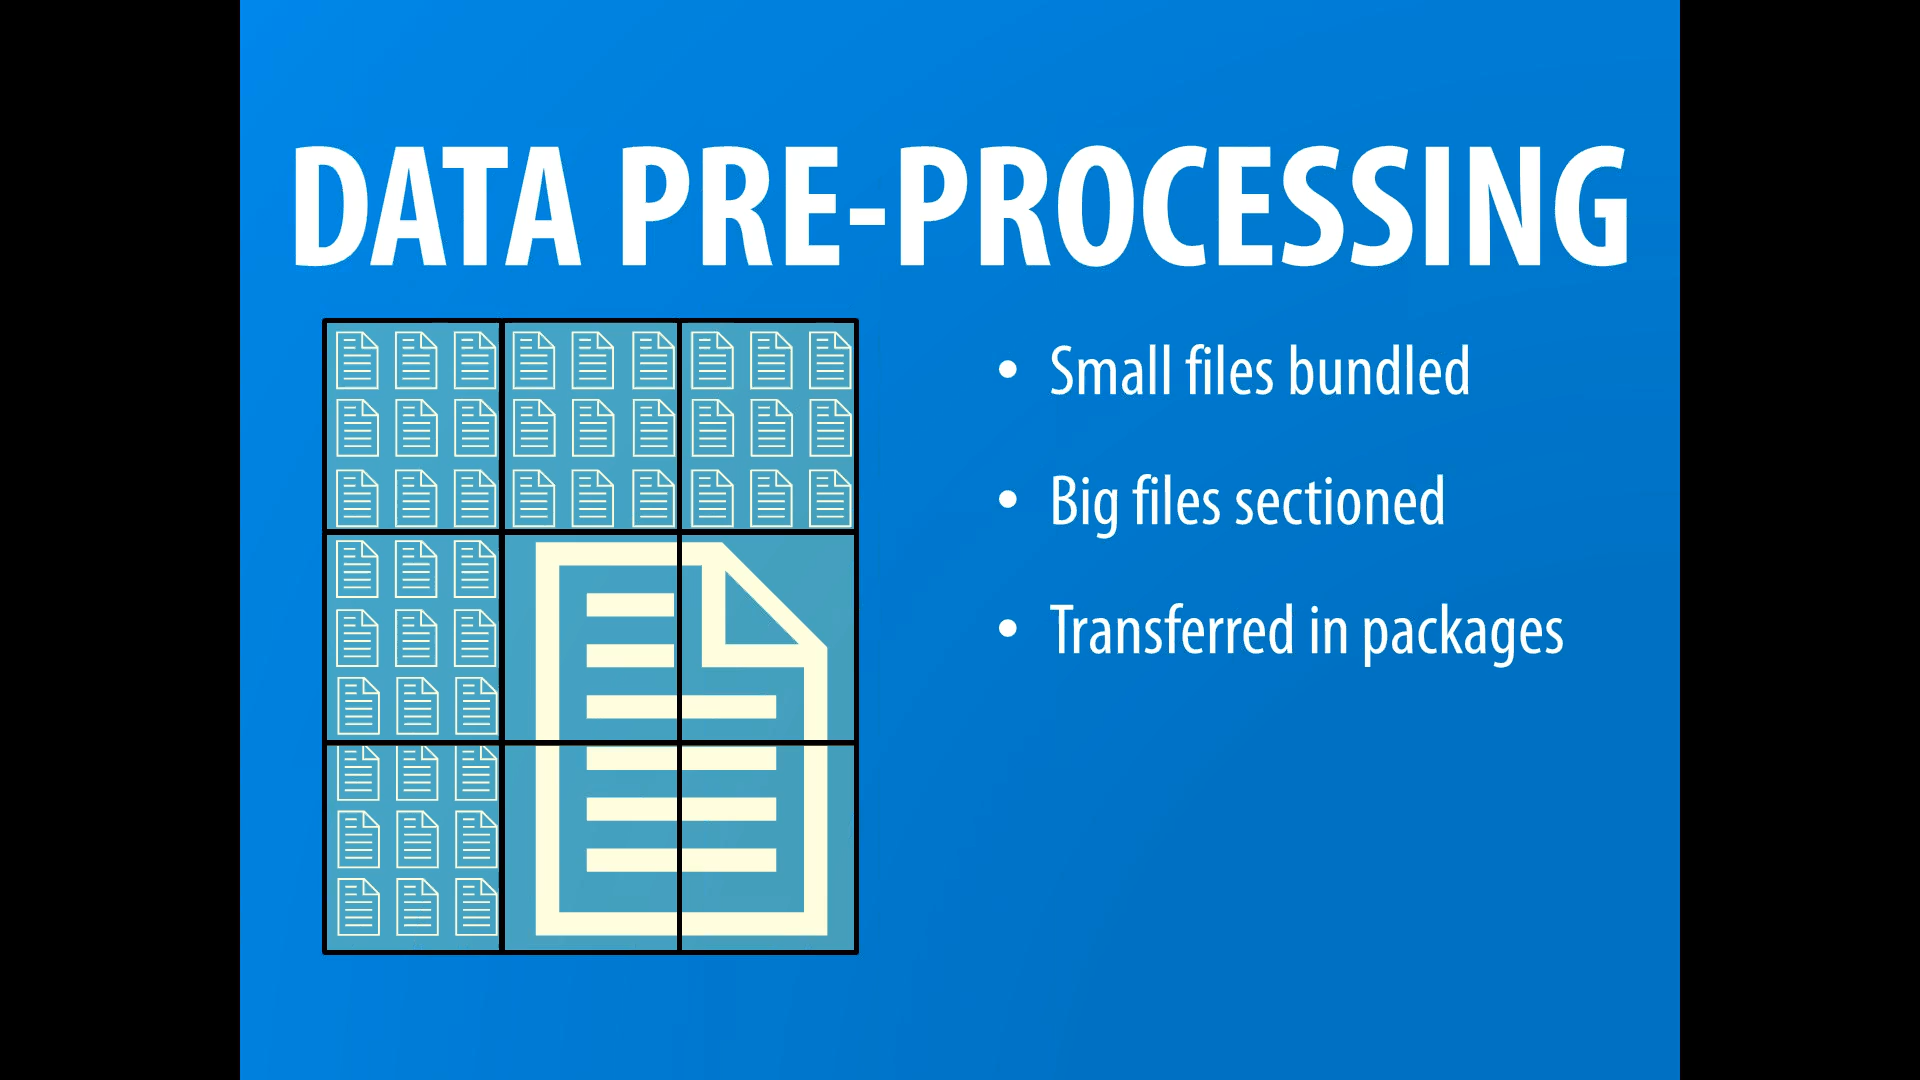 DATA PRE-PROCESSING
• Small files bundled
• Big files sectioned
• Transferred in packages